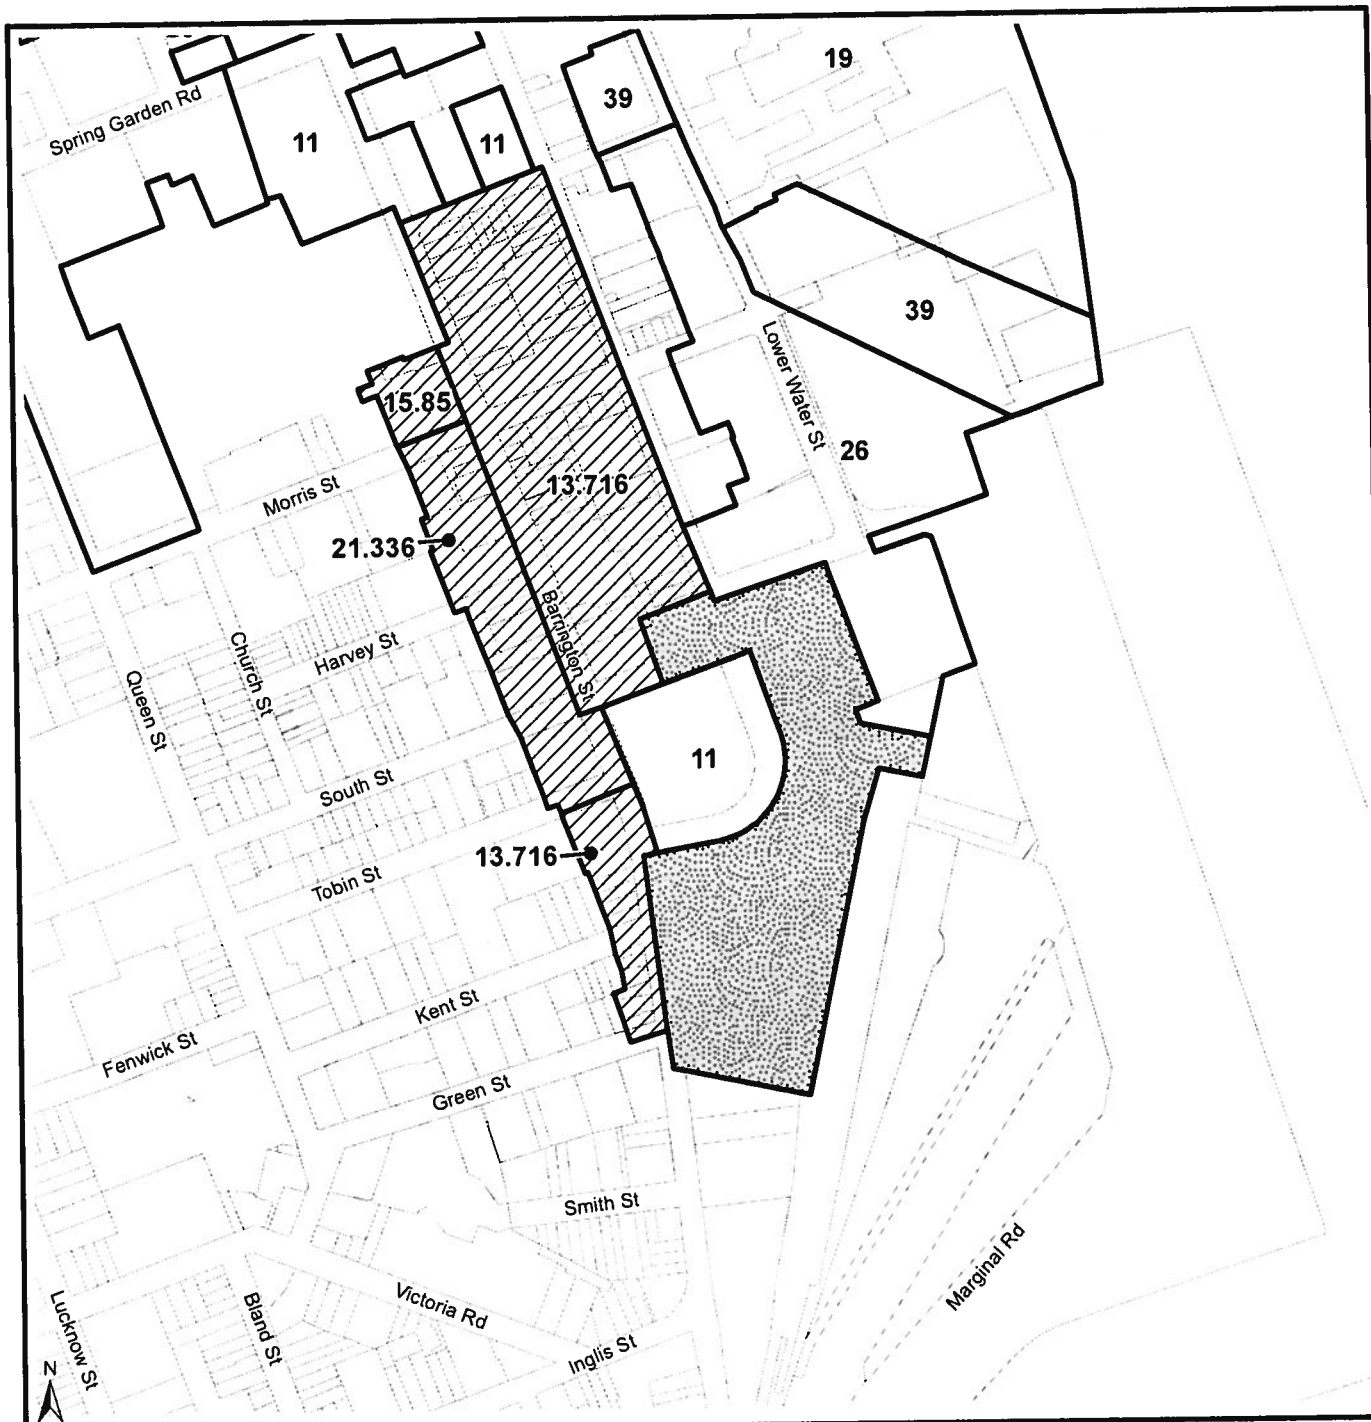 19
39
Spring Garden Rd
11
11
39
Lower Water St
15.85
26
13.716
Morris St
21.336
Barrington St
Church St
Harvey St
Queen St
11
South St
13.716
Tobin St
Kent St
Fenwick St
Green St
Smith St
Marginal Rd
Victoria Rd
Lucknow St
Bland St
Inglis St
N